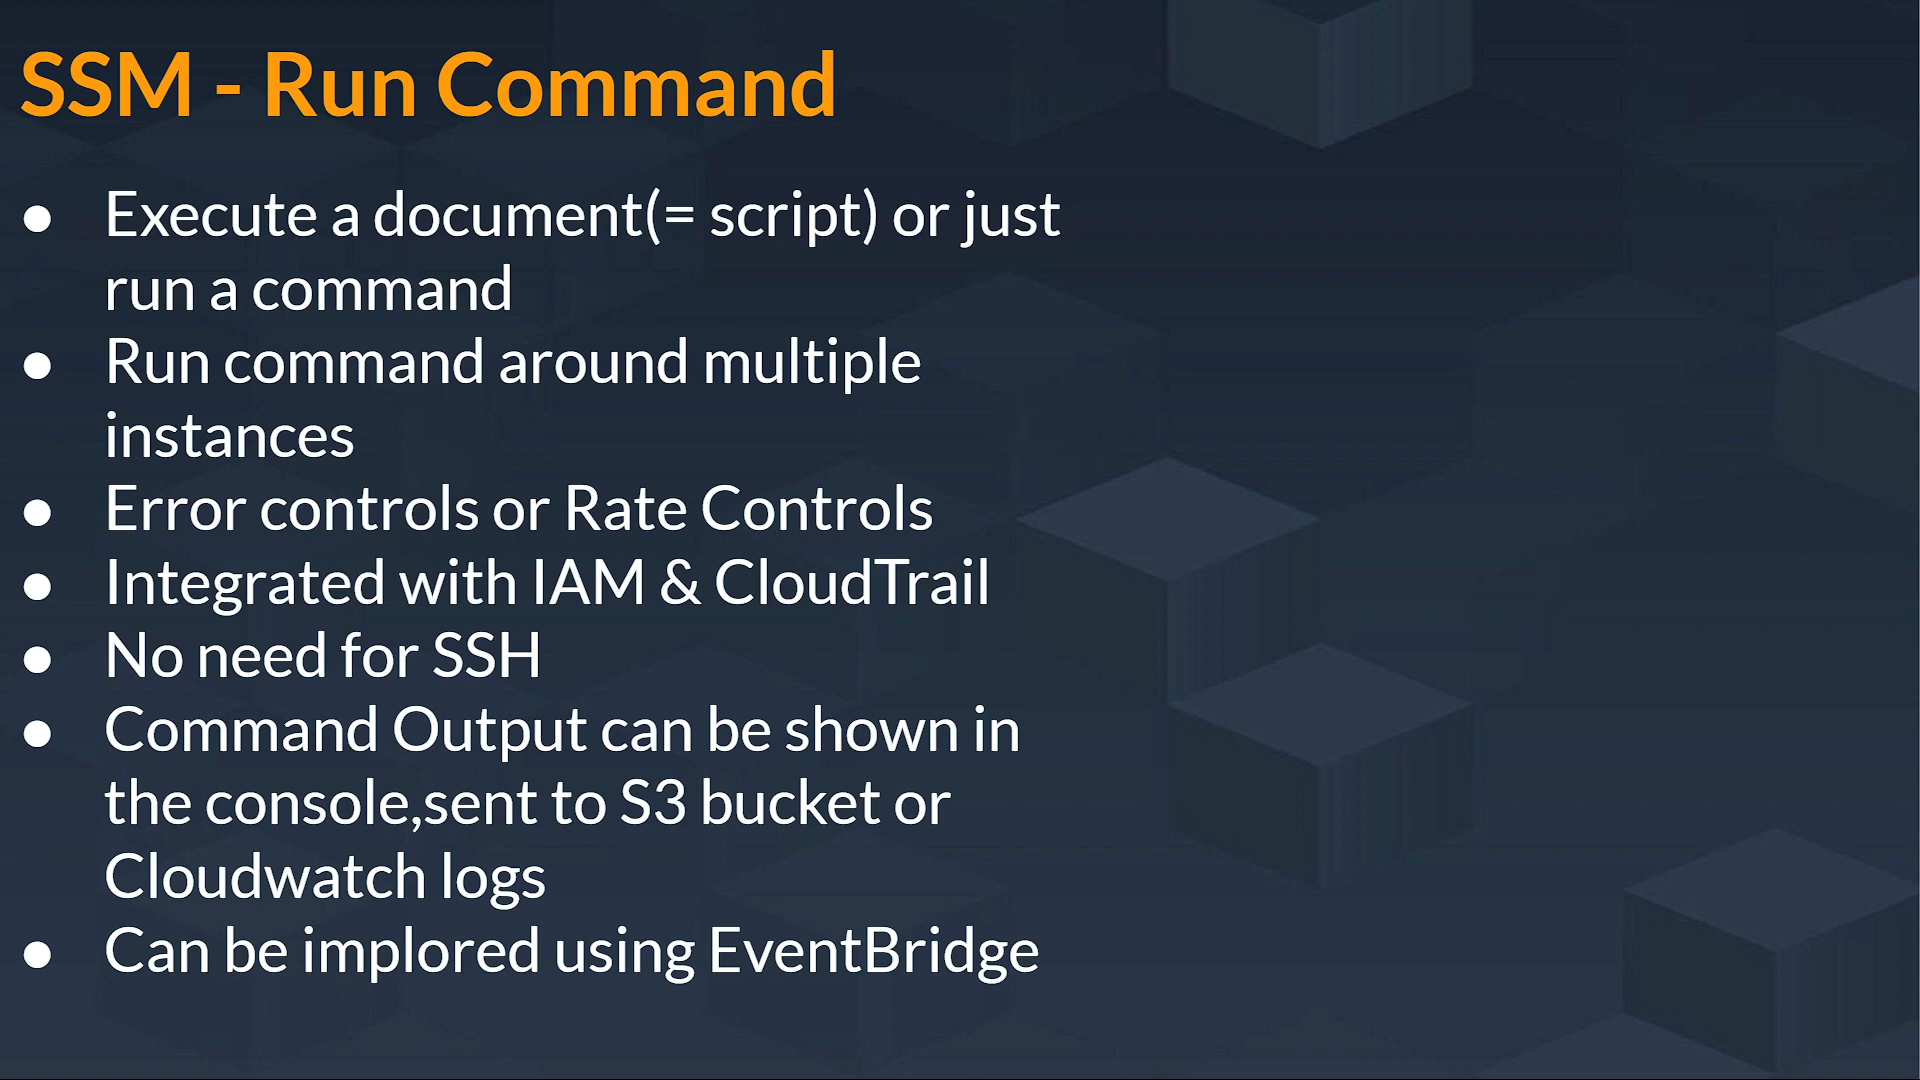 SSM - Run Command
● Execute a document(= script) or just
run a command
● Run command around multiple
instances
● Error controls or Rate Controls
● Integrated with IAM & CloudTrail
● No need for SSH
● Command Output can be shown in
the console,sent to S3 bucket or
Cloudwatch logs
● Can be implored using EventBridge